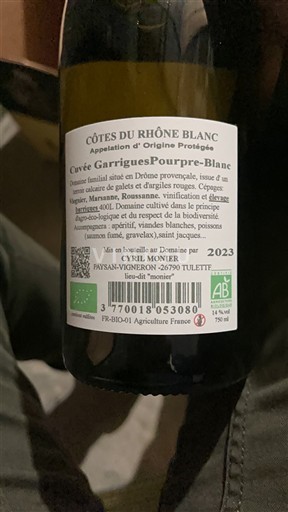 CÔTES DU RHÔNE BLANC
Appelation d' Origine Protégée
Cuvée GarriguesPourpre-Blanc
Domaine familial situé en Drôme provençale, issue d' un
terroir calcaire de galets et d'argiles rouges. Cépages:
Viognier, Marsanne, Roussanne. vinification et élevage
barriques 400L. Domaine cultivé dans le principe
d'agro-éco-logique et du respect de la biodiversité
Accompagnera : apéritif, viandes blanches, poissons
(saumon fumé, gravelax),saint jacques...
Mis en bouteille au Domaine par
2023
CYRIL MONIER
PAYSAN-VIGNERON -26790 TULETTE
lieu-dit "monier"
3 770018 053080
FR-BIO-01 Agriculture France
AB
14 %.vol
750 ml